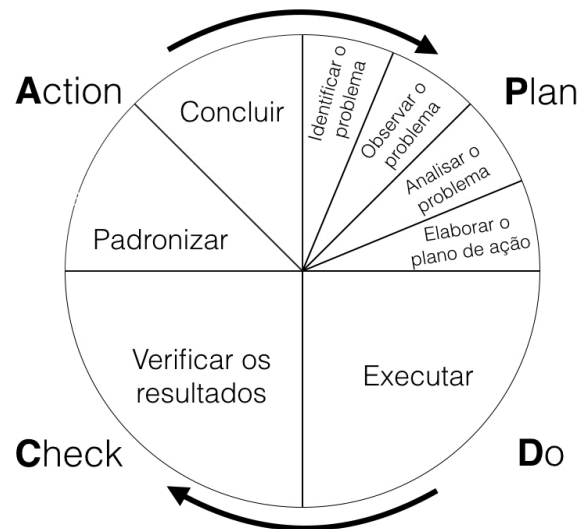 Action
Plan
Identificar o
problema
Observar o
problema
Analisar o
problema
Elaborar o
plano de ação
Concluir
Padronizar
Verificar os
resultados
Executar
Check
Do